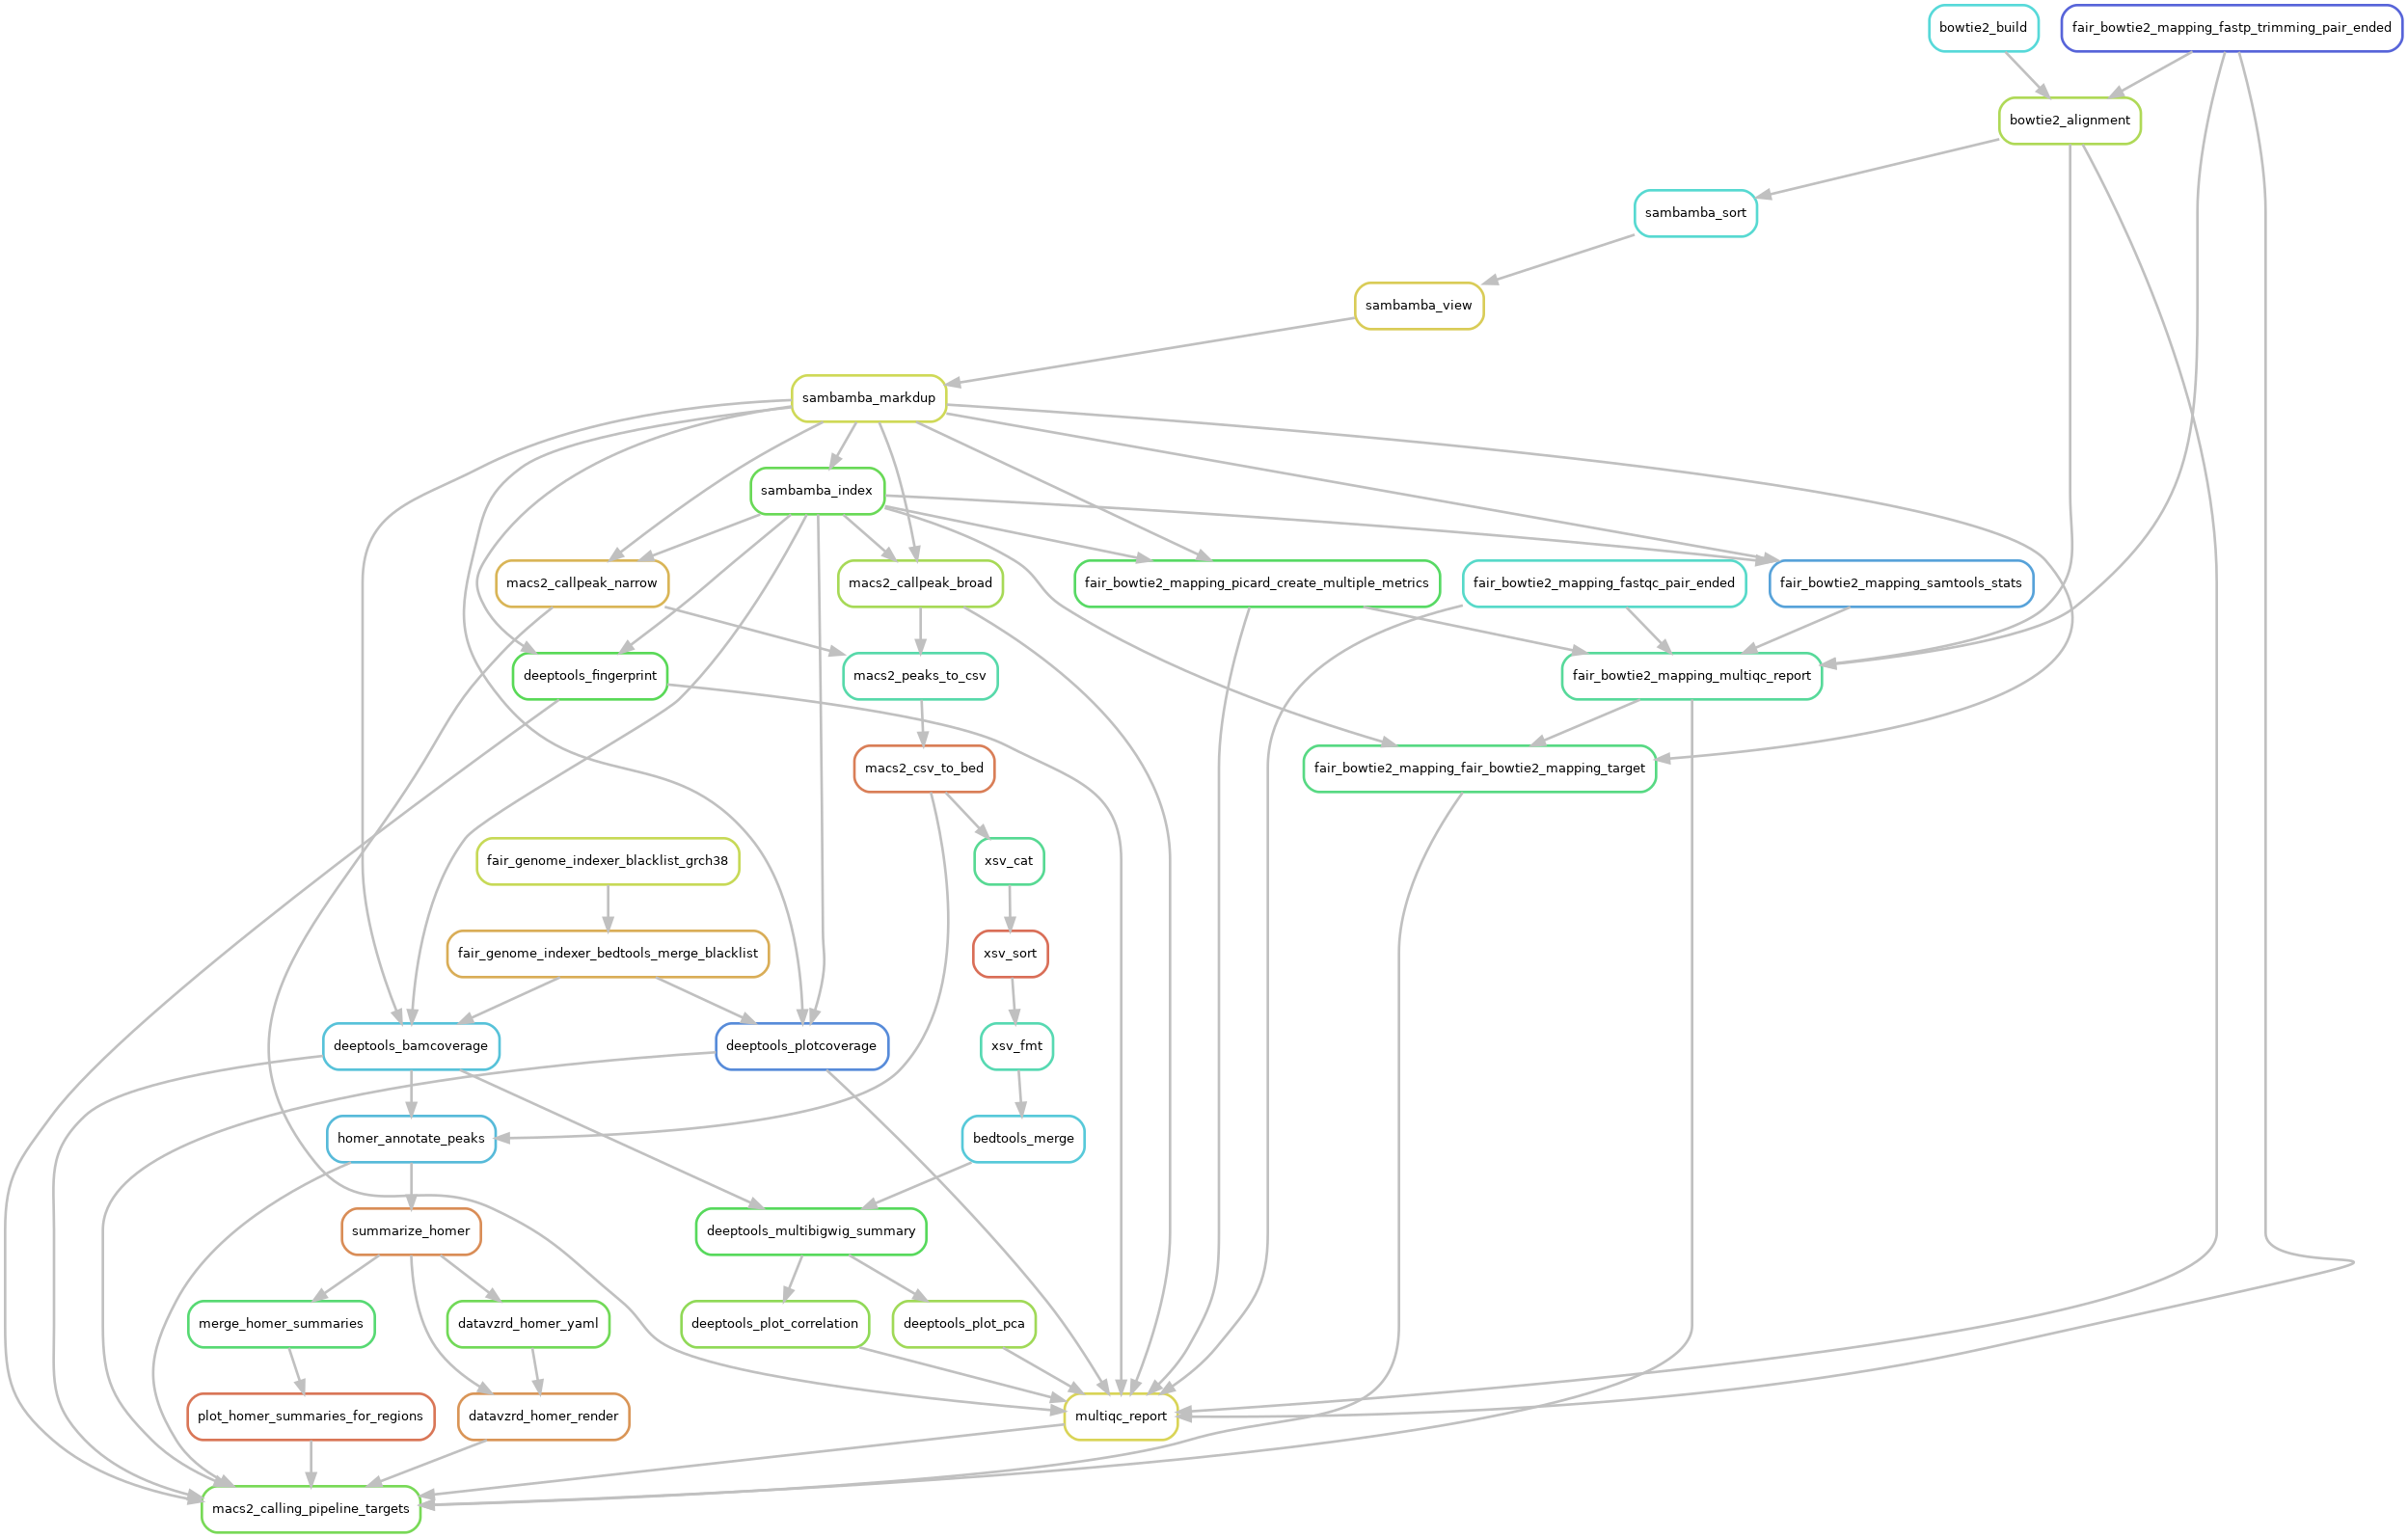 bowtie2_build
fair_bowtie2_mapping_fastp_trimming_pair_ended
bowtie2_alignment
sambamba_sort
sambamba_view
sambamba_markdup
sambamba_index
macs2_callpeak_narrow
macs2_callpeak_broad
fair_bowtie2_mapping_picard_create_multiple_metrics
fair_bowtie2_mapping_fastqc_pair_ended
fair_bowtie2_mapping_samtools_stats
deeptools_fingerprint
macs2_peaks_to_csv
fair_bowtie2_mapping_multiqc_report
macs2_csv_to_bed
fair_bowtie2_mapping_fair_bowtie2_mapping_target
fair_genome_indexer_blacklist_grch38
xsv_cat
fair_genome_indexer_bedtools_merge_blacklist
xsv_sort
deeptools_bamcoverage
deeptools_plotcoverage
xsv_fmt
homer_annotate_peaks
bedtools_merge
summarize_homer
deeptools_multibigwig_summary
merge_homer_summaries
datavzrd_homer_yaml
deeptools_plot_correlation
deeptools_plot_pca
plot_homer_summaries_for_regions
datavzrd_homer_render
multiqc_report
macs2_calling_pipeline_targets